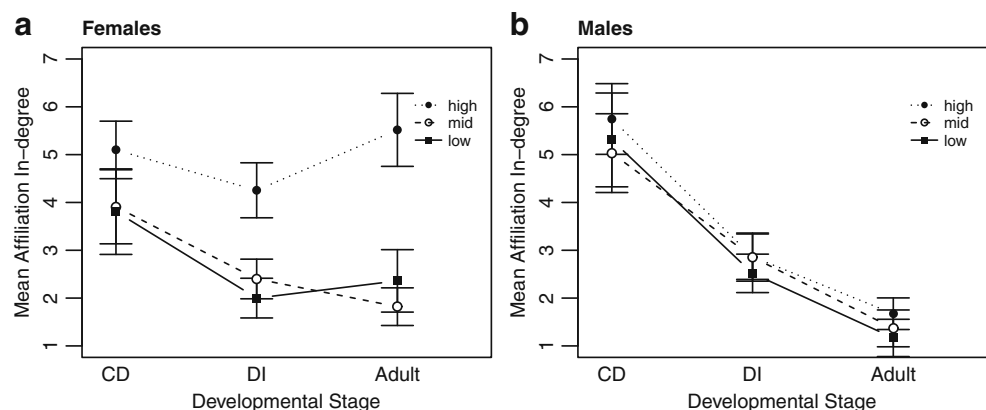 a Females
Mean Affiliation In-degree
7
6
5
4
3
2
1
high
mid
low
CD DI Adult
Developmental Stage
b Males
Mean Affiliation In-degree
7
6
5
4
3
2
1
high
mid
low
CD DI Adult
Developmental Stage